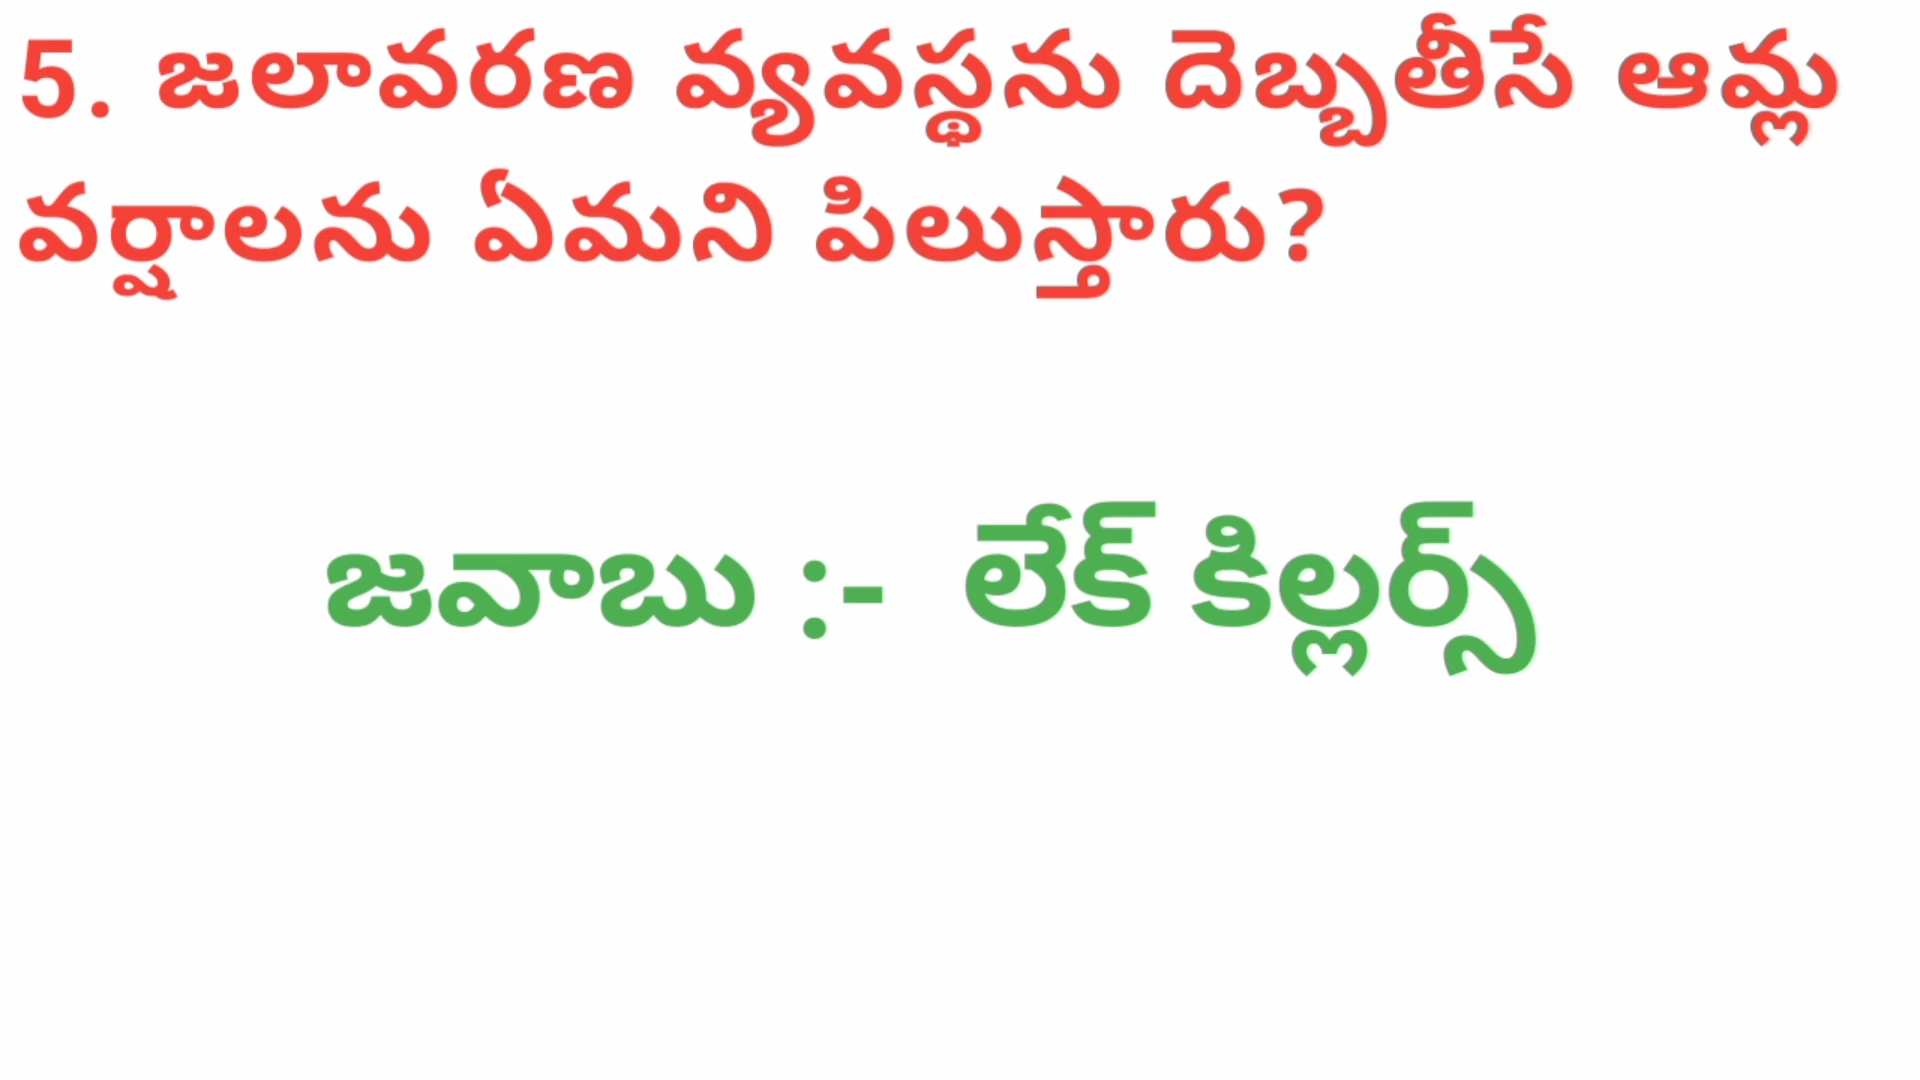 5. జలావరణ వ్యవస్థను దెబ్బతీసే ఆమ్ల
వర్షాలను ఏమని పిలుస్తారు?
జవాబు :- లేక్ కిల్లర్స్